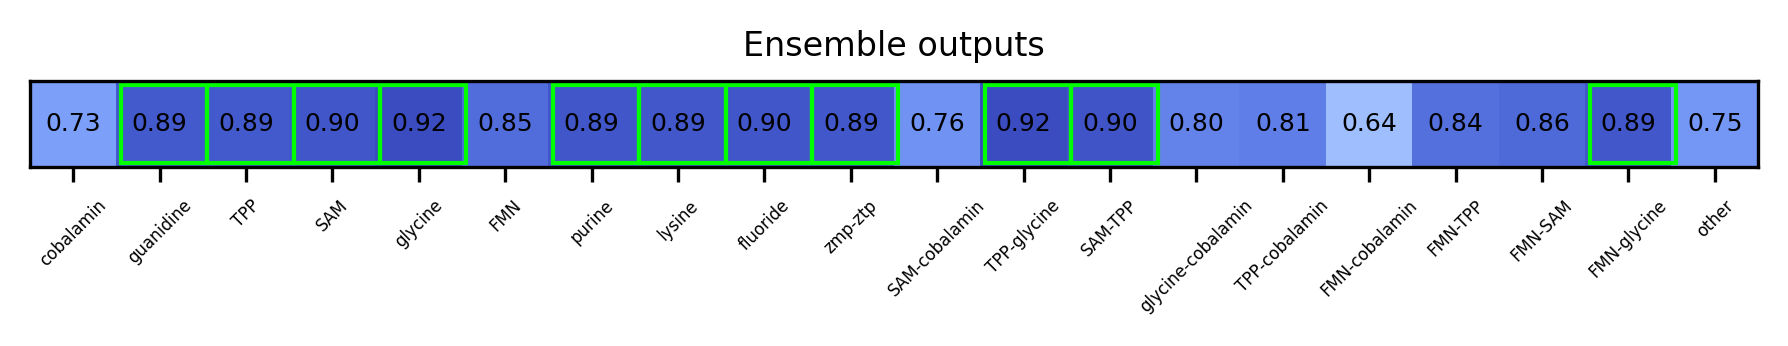 Ensemble outputs
0.73 0.89 0.89 0.90 0.92 0.85 0.89 0.89 0.90 0.89 0.76 0.92 0.90 0.80 0.81 0.64 0.84 0.86 0.89 0.75
cobalamin guanidine TPP SAM glycine FMN purine lysine fluoride zmp-ztp SAM-cobalamin TPP-glycine SAM-TPP glycine-cobalamin TPP-cobalamin FMN-cobalamin FMN-TPP FMN-SAM FMN-glycine other